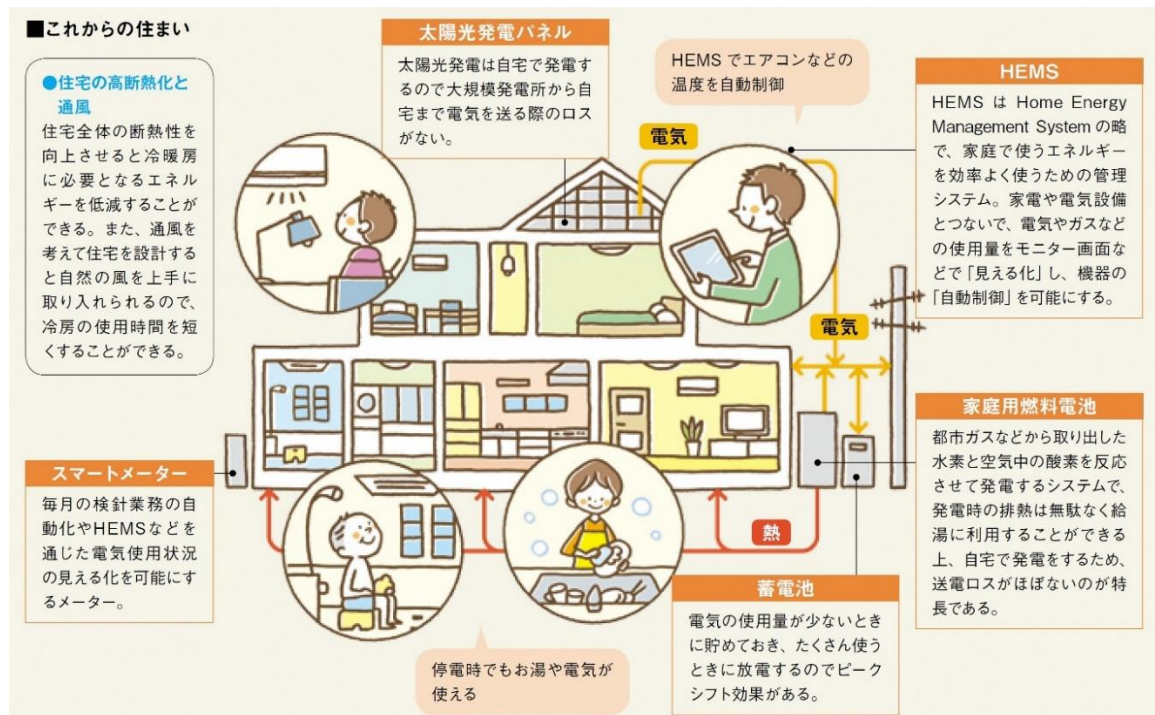 ■これからの住まい
●住宅の高断熱化と
通風
住宅全体の断熱性を
向上させると冷暖房
に必要となるエネル
ギーを低減することが
できる。また、通風を
考えて住宅を設計する
と自然の風を上手に
取り入れられるので、
冷房の使用時間を短
くすることができる。
太陽光発電パネル
太陽光発電は自宅で発電す
るので大規模発電所から自
宅まで電気を送る際のロス
がない。
HEMSでエアコンなどの
温度を自動制御
電気
HEMS
HEMS は Home Energy
Management System の略
で、家庭で使うエネルギー
を効率よく使うための管理
システム。家電や電気設備
とつないで、電気やガスなど
の使用量をモニター画面な
どで「見える化」し、機器の
「自動制御」を可能にする。
電気
家庭用燃料電池
都市ガスなどから取り出した
水素と空気中の酸素を反応
させて発電するシステムで、
発電時の排熱は無駄なく給
湯に利用することができる
上、自宅で発電をするため、
送電ロスがほぼないのが特
長である。
スマートメーター
毎月の検針業務の自
動化やHEMSなどを
通じた電気使用状況
の見える化を可能にす
るメーター。
熱
蓄電池
電気の使用量が少ないとき
に貯めておき、たくさん使う
ときに放電するのでピーク
シフト効果がある。
停電時でもお湯や電気が
使える